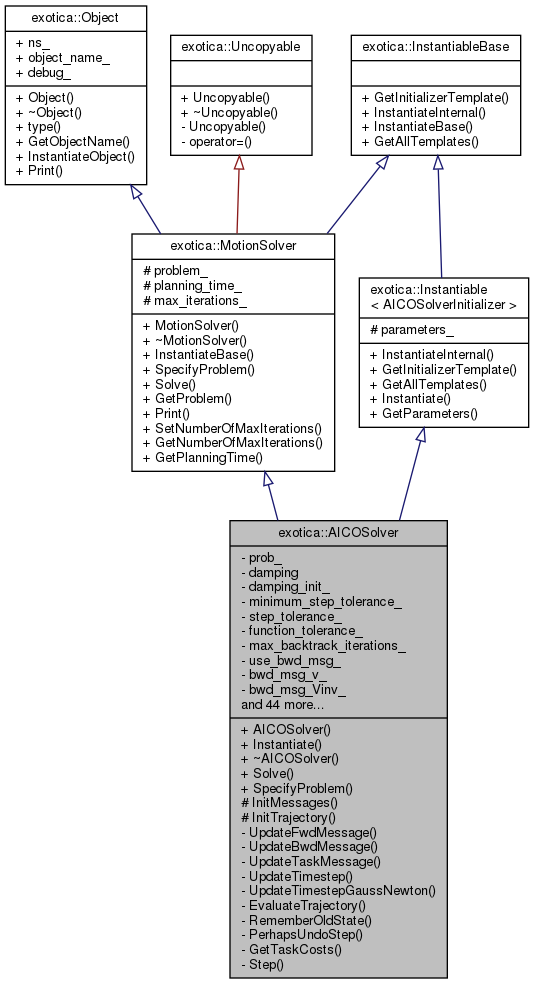 exotica::Object
+ ns_
+ object_name_
+ debug_
+ Object()
+ ~Object()
+ type()
+ GetObjectName()
+ InstantiateObject()
+ Print()
exotica::Uncopyable
+ Uncopyable()
+ ~Uncopyable()
- Uncopyable()
- operator=()
exotica::InstantiableBase
+ GetInitializerTemplate()
+ InstantiateInternal()
+ InstantiateBase()
+ GetAllTemplates()
exotica::MotionSolver
# problem_
# planning_time_
# max_iterations_
+ MotionSolver()
+ ~MotionSolver()
+ InstantiateBase()
+ SpecifyProblem()
+ Solve()
+ GetProblem()
+ Print()
+ SetNumberOfMaxIterations()
+ GetNumberOfMaxIterations()
+ GetPlanningTime()
exotica::Instantiable
< AICOSolverInitializer >
# parameters_
+ InstantiateInternal()
+ GetInitializerTemplate()
+ GetAllTemplates()
+ Instantiate()
+ GetParameters()
exotica::AICOSolver
- prob_
- damping
- damping_init_
- minimum_step_tolerance_
- step_tolerance_
- function_tolerance_
- max_backtrack_iterations_
- use_bwd_msg_
- bwd_msg_v_
- bwd_msg_Vinv_
and 44 more...
+ AICOSolver()
+ Instantiate()
+ ~AICOSolver()
+ Solve()
+ SpecifyProblem()
# InitMessages()
# InitTrajectory()
- UpdateFwdMessage()
- UpdateBwdMessage()
- UpdateTaskMessage()
- UpdateTimestep()
- UpdateTimestepGaussNewton()
- EvaluateTrajectory()
- RememberOldState()
- PerhapsUndoStep()
- GetTaskCosts()
- Step()